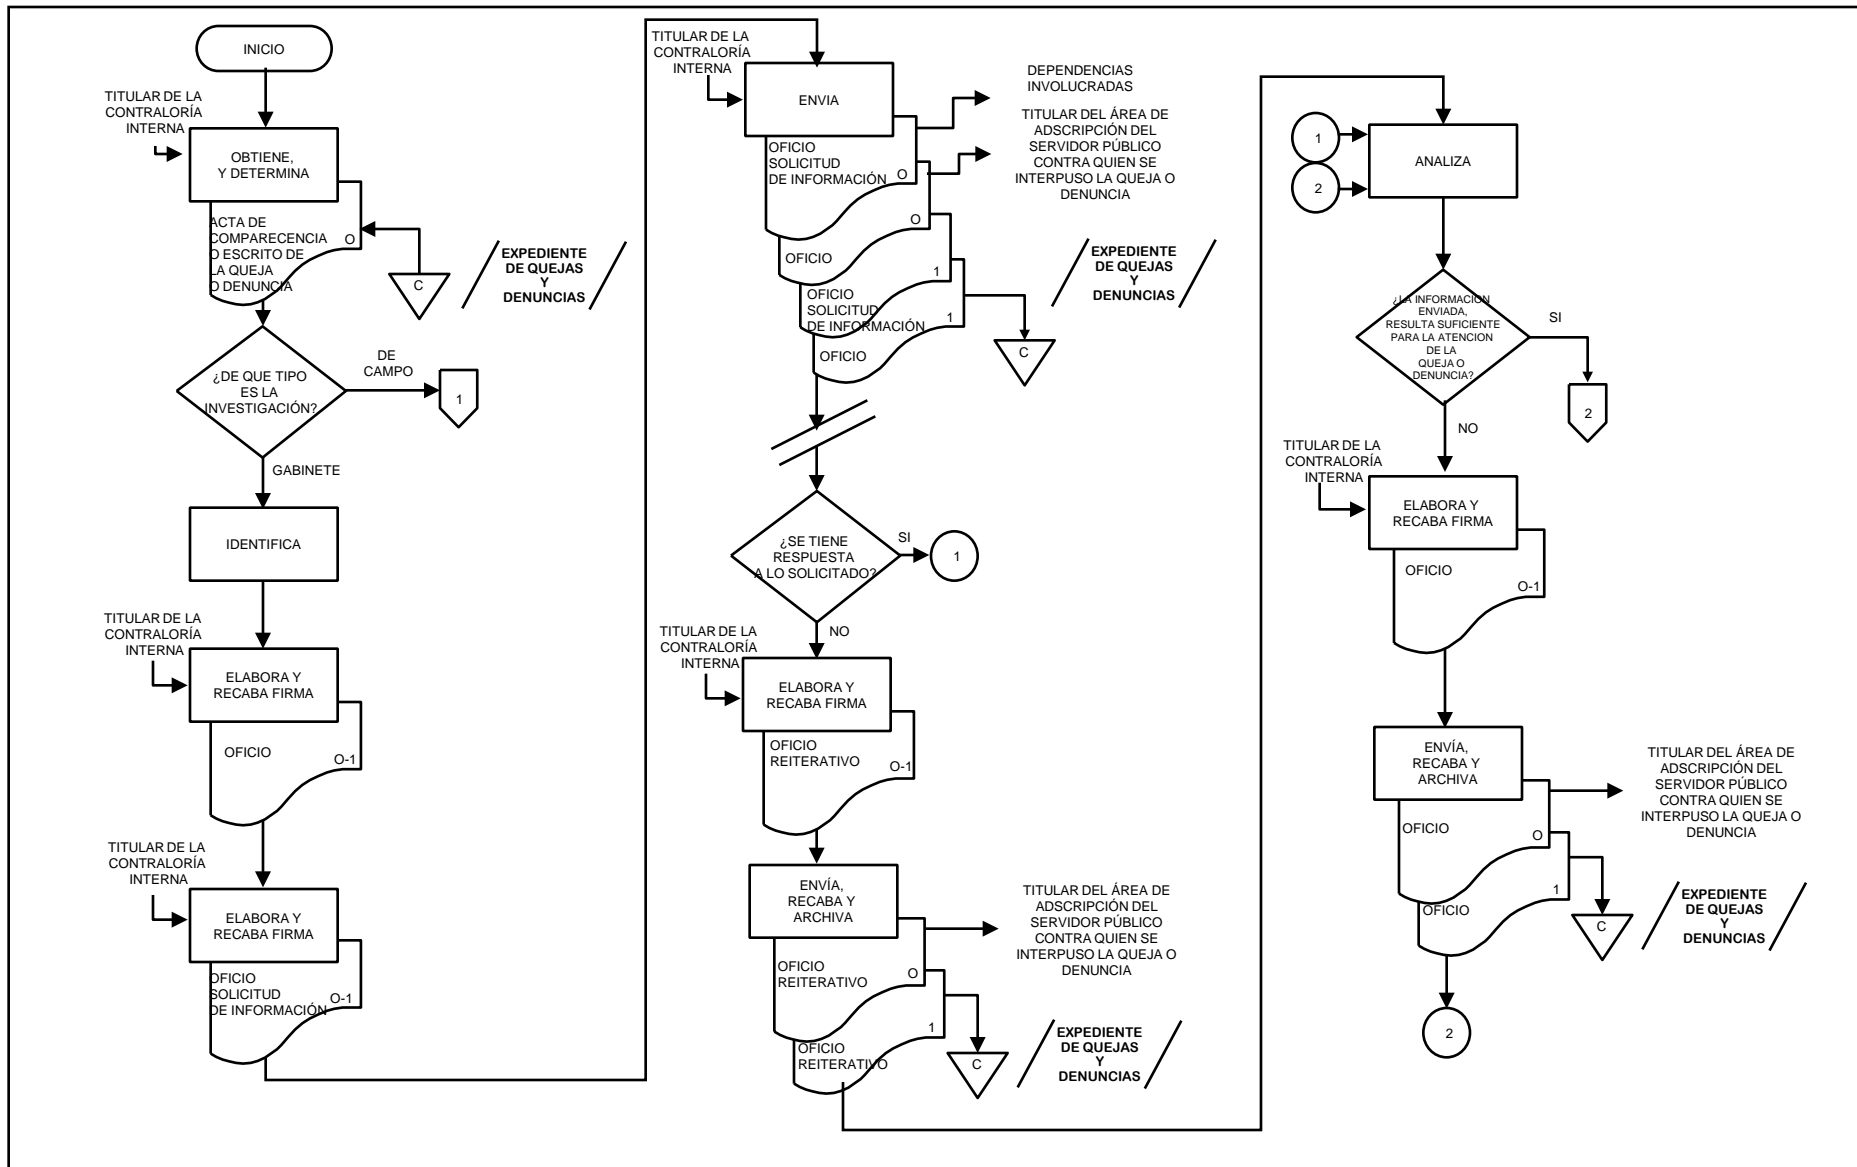 INICIO
TITULAR DE LA
CONTRALORÍA
INTERNA
OBTIENE,
Y DETERMINA
ACTA DE
COMPARECENCIA
O ESCRITO DE
LA QUEJA
O DENUNCIA
O
C
EXPEDIENTE
DE QUEJAS
Y
DENUNCIAS
¿DE QUE TIPO
ES LA
INVESTIGACIÓN?
DE
CAMPO
1
GABINETE
IDENTIFICA
TITULAR DE LA
CONTRALORÍA
INTERNA
ELABORA Y
RECABA FIRMA
OFICIO
O-1
TITULAR DE LA
CONTRALORÍA
INTERNA
ELABORA Y
RECABA FIRMA
OFICIO
SOLICITUD
DE INFORMACIÓN
O-1
TITULAR DE LA
CONTRALORÍA
INTERNA
ENVIA
DEPENDENCIAS
INVOLUCRADAS
TITULAR DEL ÁREA DE
ADSCRIPCIÓN DEL
SERVIDOR PÚBLICO
CONTRA QUIEN SE
INTERPUSO LA QUEJA O
DENUNCIA
OFICIO
SOLICITUD
DE INFORMACIÓN
O
OFICIO
O
OFICIO
SOLICITUD
DE INFORMACIÓN
1
OFICIO
1
C
EXPEDIENTE
DE QUEJAS
Y
DENUNCIAS
¿SE TIENE
RESPUESTA
A LO SOLICITADO?
SI
1
NO
TITULAR DE LA
CONTRALORÍA
INTERNA
ELABORA Y
RECABA FIRMA
OFICIO
REITERATIVO
O-1
ENVÍA,
RECABA Y
ARCHIVA
TITULAR DEL ÁREA DE
ADSCRIPCIÓN DEL
SERVIDOR PÚBLICO
CONTRA QUIEN SE
INTERPUSO LA QUEJA O
DENUNCIA
OFICIO
REITERATIVO
O
OFICIO
REITERATIVO
1
C
EXPEDIENTE
DE QUEJAS
Y
DENUNCIAS
1
2
ANALIZA
¿LA INFORMACION
ENVIADA,
RESULTA SUFICIENTE
PARA LA ATENCION
DE LA
QUEJA O
DENUNCIA?
SI
2
NO
TITULAR DE LA
CONTRALORÍA
INTERNA
ELABORA Y
RECABA FIRMA
OFICIO
O-1
ENVÍA,
RECABA Y
ARCHIVA
TITULAR DEL ÁREA DE
ADSCRIPCIÓN DEL
SERVIDOR PÚBLICO
CONTRA QUIEN SE
INTERPUSO LA QUEJA O
DENUNCIA
OFICIO
O
OFICIO
1
C
EXPEDIENTE
DE QUEJAS
Y
DENUNCIAS
2